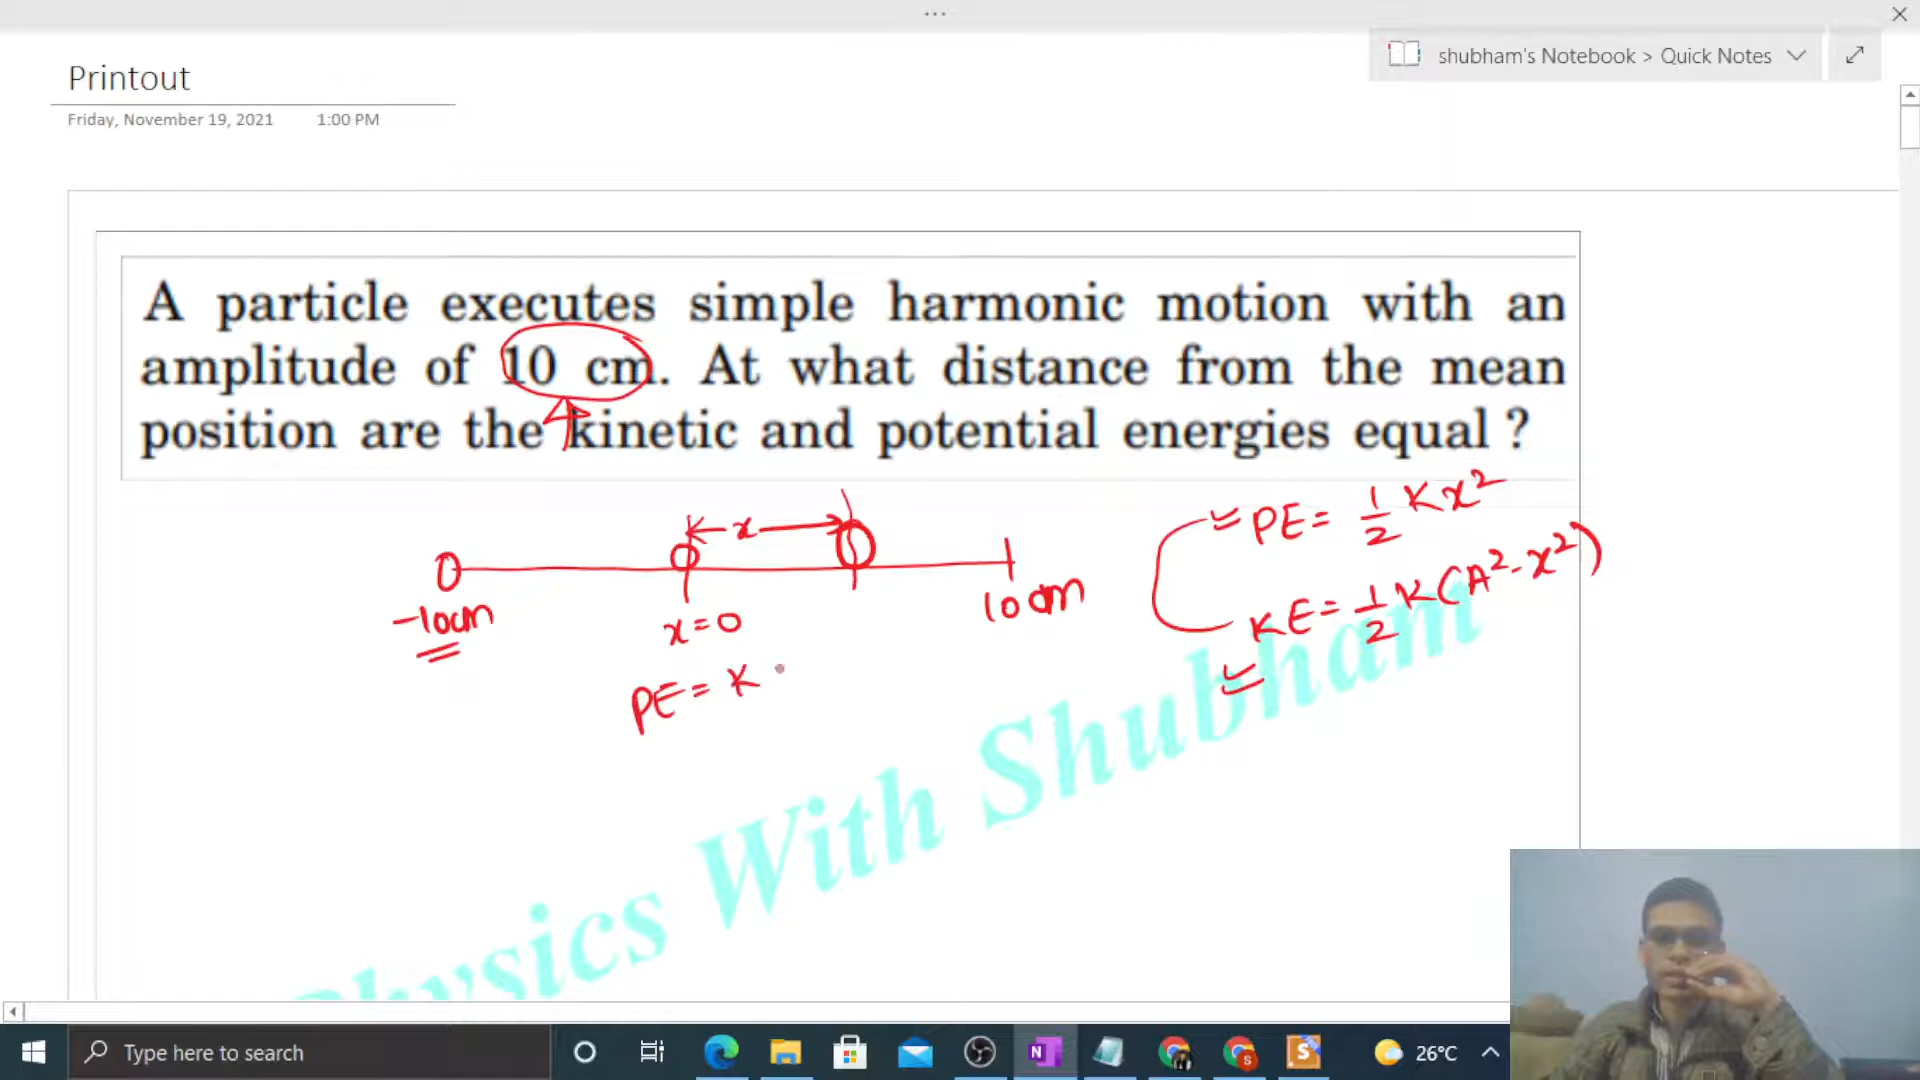 shubham's Notebook > Quick Notes
Printout
Friday, November 19, 2021 1:00 PM
A particle executes simple harmonic motion with an
amplitude of 10 cm. At what distance from the mean
position are the kinetic and potential energies equal ?
x
PE = 1/2 Kx²
-10cm
x=0
10 cm
KE = 1/2 K(A²-x²)
PE = K
Physics With Shubham
Type here to search
26°C